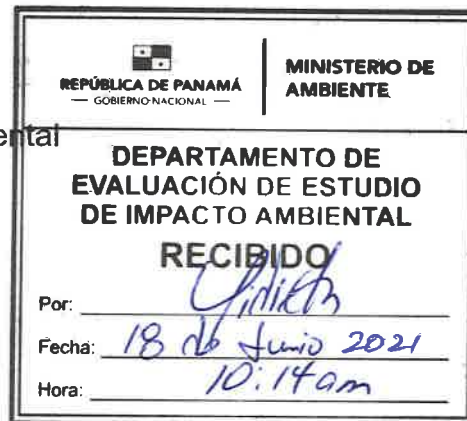 REPÚBLICA DE PANAMÁ
— GOBIERNO NACIONAL —
MINISTERIO DE
AMBIENTE
ental
DEPARTAMENTO DE
EVALUACIÓN DE ESTUDIO
DE IMPACTO AMBIENTAL
RECIBIDO
Por:
Fecha: 18 de Junio 2021
Hora: 10:14 am